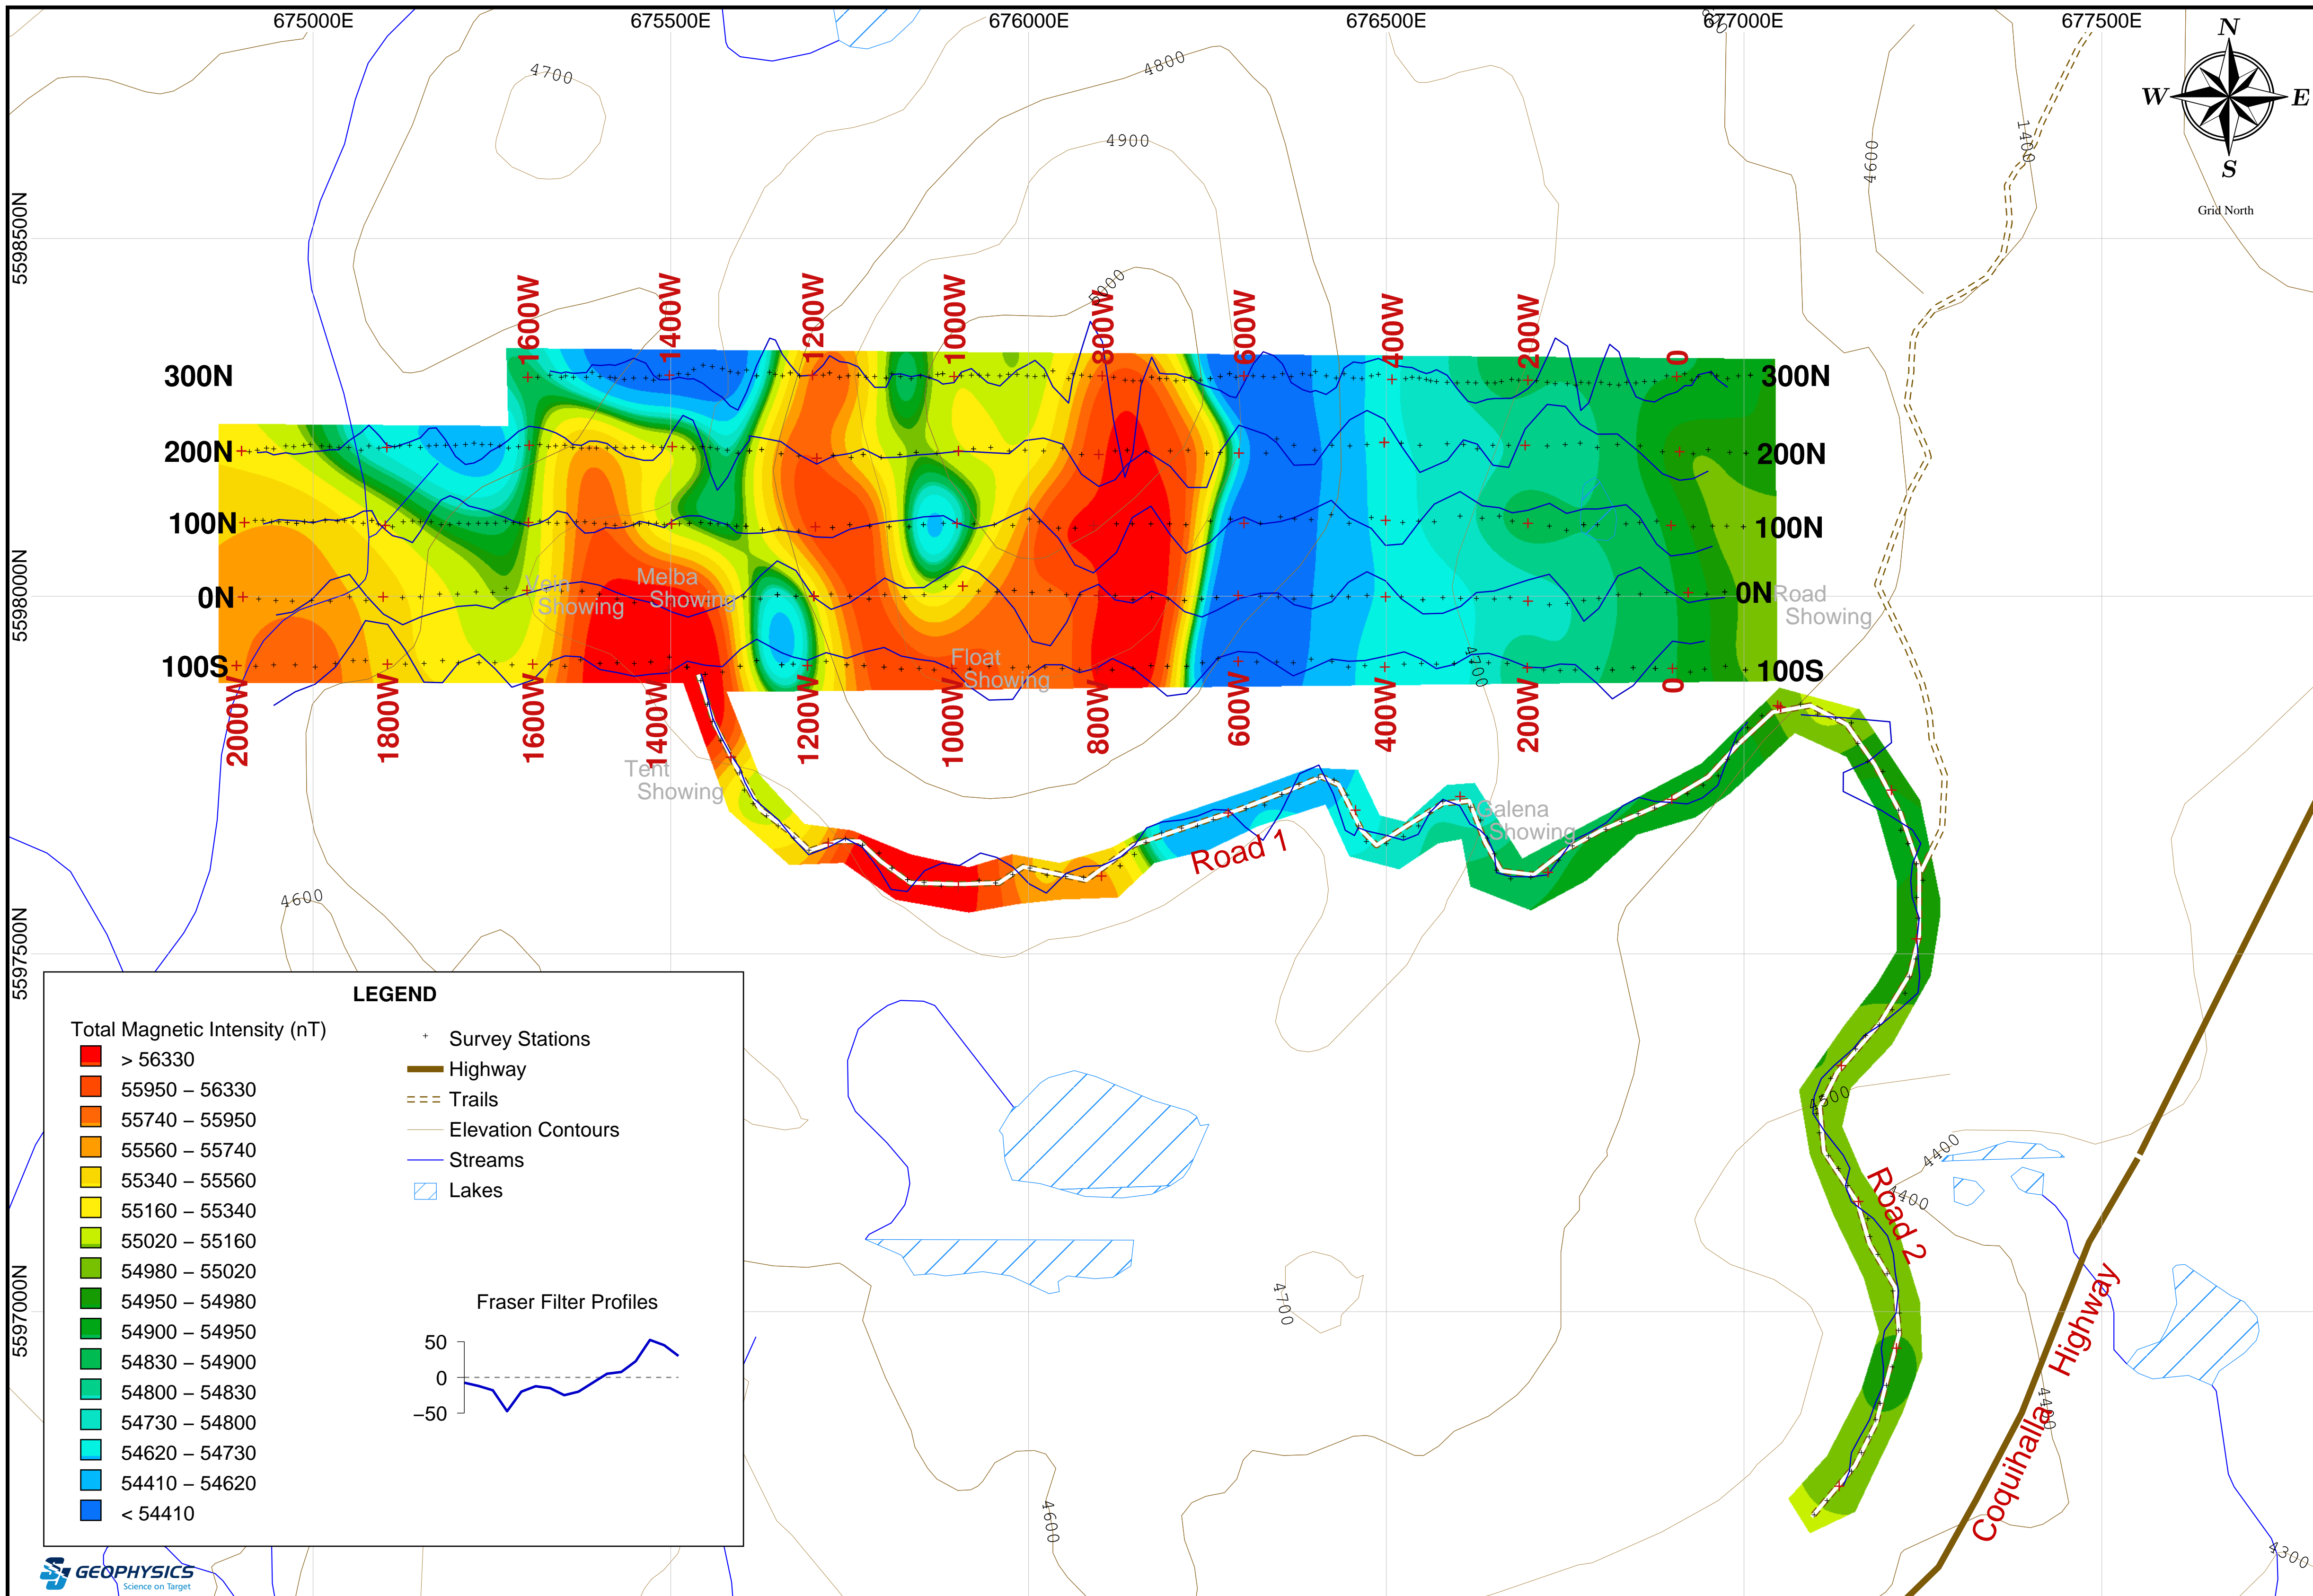 675000E 675500E 676000E 676500E 677000E 677500E
N
W E
S
Grid North
4700
4800
4900
5000
4600
1400
5598500N
5598000N
5597500N
5597000N
1600W 1400W 1200W 1000W 800W 600W 400W 200W 0
300N 300N
200N 200N
100N 100N
0N 0N
100S 100S
Vein
Showing
Melba
Showing
Road
Showing
Float
Showing
4700
2000W 1800W 1600W 1400W 1200W 1000W 800W 600W 400W 200W 0
Tent
Showing
Galena
Showing
Road 1
4600
4500
4400
4400
Road 2
4700
Coquihalla Highway
4400
4600
4300
LEGEND
Total Magnetic Intensity (nT)
> 56330
55950 – 56330
55740 – 55950
55560 – 55740
55340 – 55560
55160 – 55340
55020 – 55160
54980 – 55020
54950 – 54980
54900 – 54950
54830 – 54900
54800 – 54830
54730 – 54800
54620 – 54730
54410 – 54620
< 54410
Survey Stations
Highway
Trails
Elevation Contours
Streams
Lakes
Fraser Filter Profiles
50
0
–50
SJ GEOPHYSICS
Science on Target